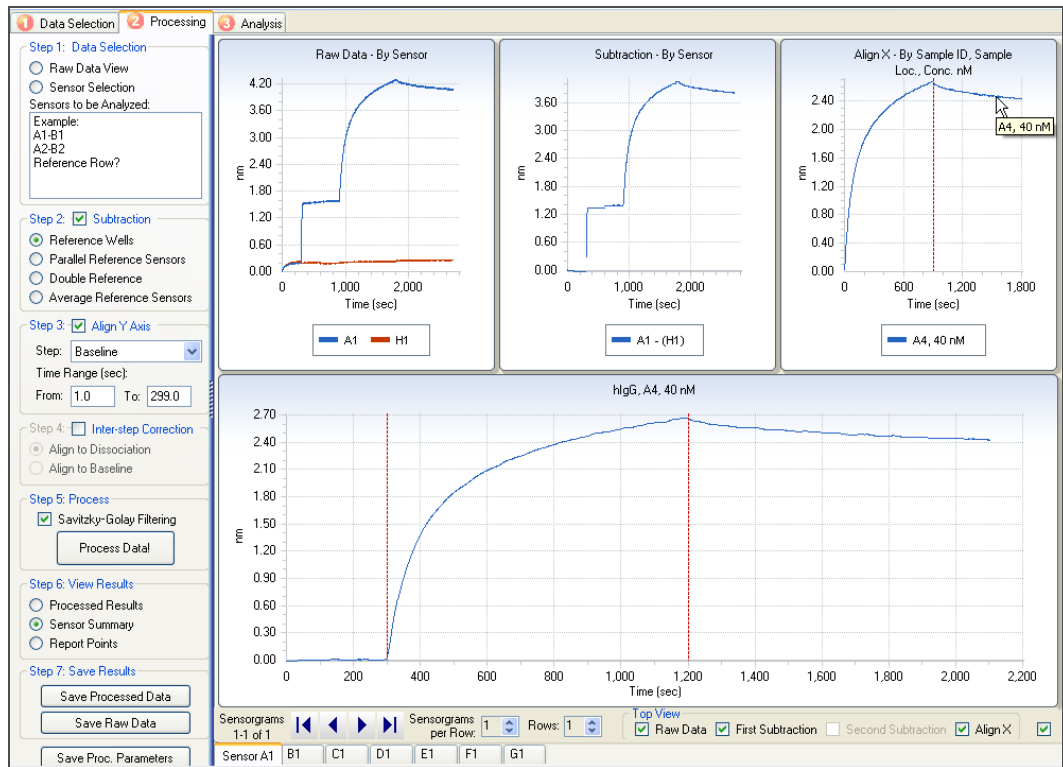 1 Data Selection 2 Processing 3 Analysis
Step 1: Data Selection
Raw Data View
Sensor Selection
Sensors to be Analyzed:
Example:
A1-B1
A2-B2
Reference Row?
Step 2: Subtraction
Reference Wells
Parallel Reference Sensors
Double Reference
Average Reference Sensors
Step 3: Align Y Axis
Step: Baseline
Time Range (sec):
From: 1.0 To: 299.0
Step 4: Inter-step Correction
Align to Dissociation
Align to Baseline
Step 5: Process
Savitzky-Golay Filtering
Process Data!
Step 6: View Results
Processed Results
Sensor Summary
Report Points
Step 7: Save Results
Save Processed Data
Save Raw Data
Save Proc. Parameters
Raw Data - By Sensor
4.20
3.60
3.00
2.40
1.80
1.20
0.60
0.00
nm
0 1,000 2,000
Time (sec)
A1 H1
Subtraction - By Sensor
3.60
3.00
2.40
1.80
1.20
0.60
0.00
nm
0 1,000 2,000
Time (sec)
A1 - (H1)
Align X - By Sample ID, Sample
Loc., Conc. nM
2.40
2.00
1.60
1.20
0.80
0.40
0.00
nm
A4, 40 nM
0 600 1,200 1,800
Time (sec)
A4, 40 nM
hIgG, A4, 40 nM
2.70
2.40
2.10
1.80
1.50
1.20
0.90
0.60
0.30
0.00
nm
0 200 400 600 800 1,000 1,200 1,400 1,600 1,800 2,000 2,200
Time (sec)
Sensorgrams
1-1 of 1
Sensorgrams
per Row: 1 Rows: 1
Top View
Raw Data First Subtraction Second Subtraction Align X
Sensor A1 B1 C1 D1 E1 F1 G1